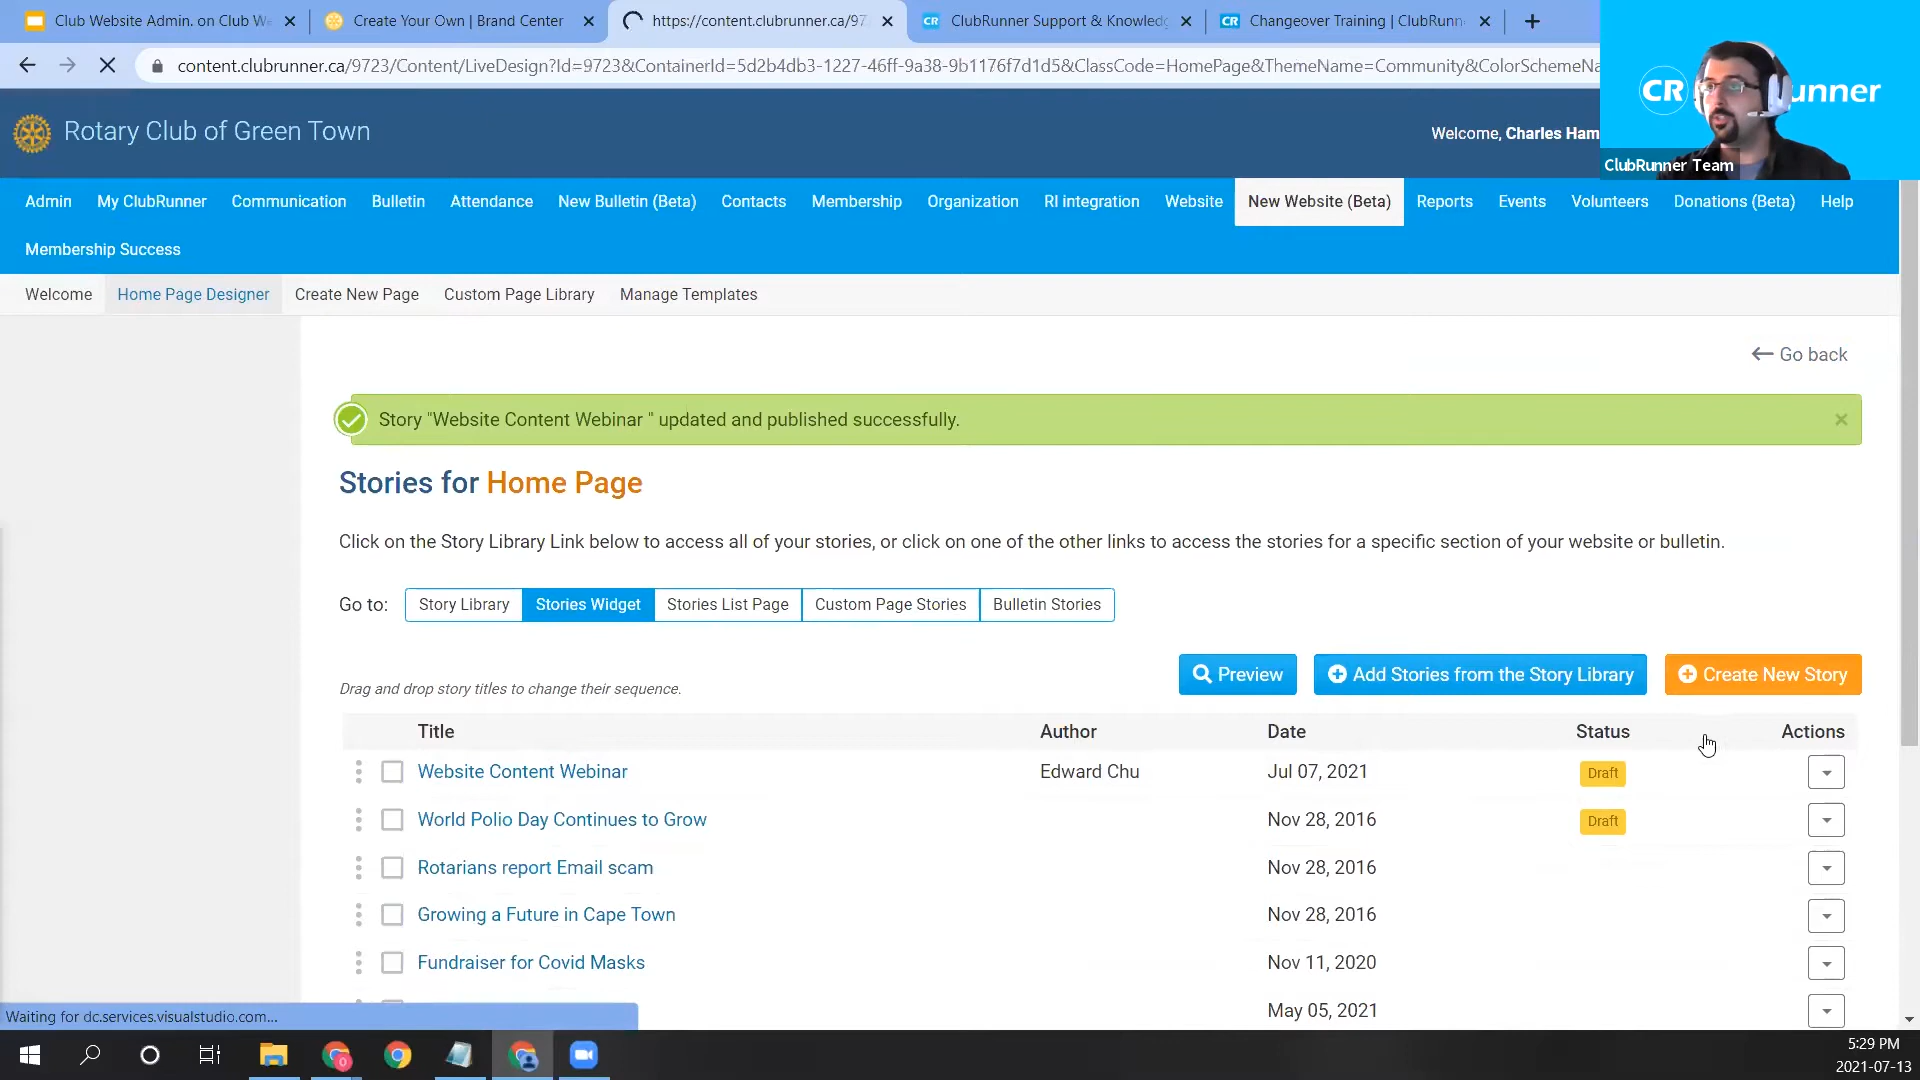 Club Website Admin. on Club We
Create Your Own | Brand Center
https://content.clubrunner.ca/97
CR ClubRunner Support & Knowledg
CR Changeover Training | ClubRunn
content.clubrunner.ca/9723/Content/LiveDesign?Id=9723&ContainerId=5d2b4db3-1227-46ff-9a38-9b1176f7d1d5&ClassCode=HomePage&ThemeName=Community&ColorSchemeNa
CR unner
ClubRunner Team
Rotary Club of Green Town
Welcome, Charles Ham
Admin My ClubRunner Communication Bulletin Attendance New Bulletin (Beta) Contacts Membership Organization RI integration Website New Website (Beta) Reports Events Volunteers Donations (Beta) Help
Membership Success
Welcome Home Page Designer Create New Page Custom Page Library Manage Templates
Go back
Story "Website Content Webinar " updated and published successfully.
Stories for Home Page
Click on the Story Library Link below to access all of your stories, or click on one of the other links to access the stories for a specific section of your website or bulletin.
Go to: Story Library Stories Widget Stories List Page Custom Page Stories Bulletin Stories
Preview Add Stories from the Story Library Create New Story
Drag and drop story titles to change their sequence.
Title Author Date Status Actions
Website Content Webinar Edward Chu Jul 07, 2021 Draft
World Polio Day Continues to Grow Nov 28, 2016 Draft
Rotarians report Email scam Nov 28, 2016
Growing a Future in Cape Town Nov 28, 2016
Fundraiser for Covid Masks Nov 11, 2020
May 05, 2021
Waiting for dc.services.visualstudio.com...
5:29 PM
2021-07-13